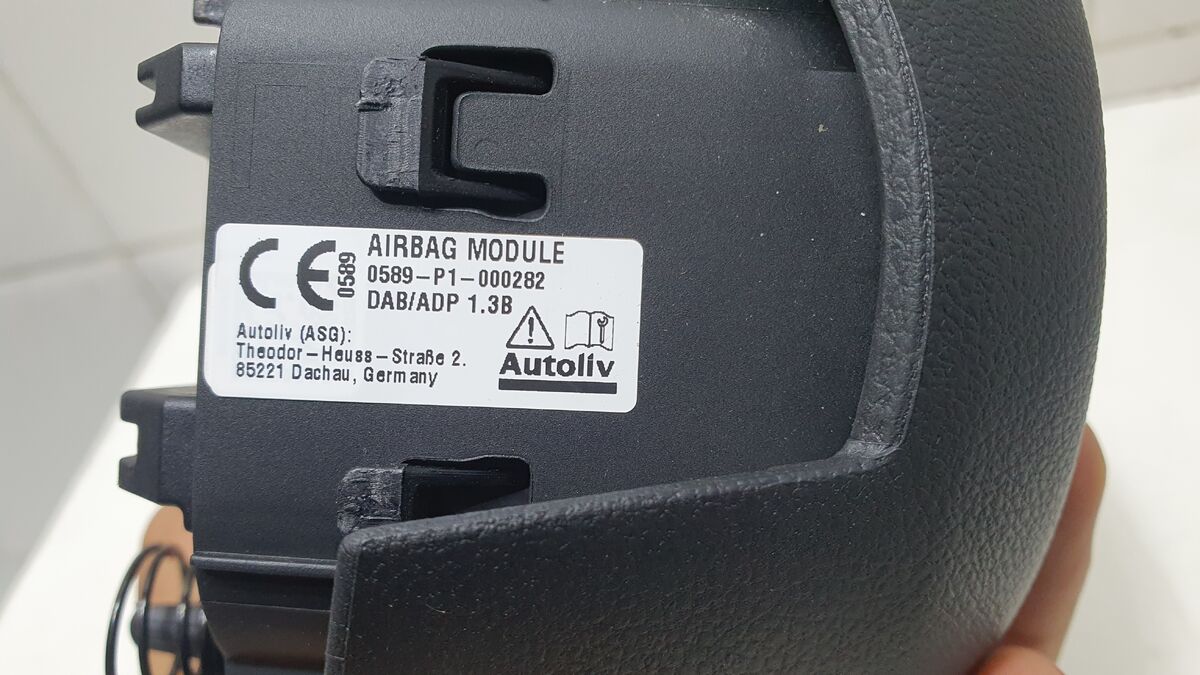 CE 0589
AIRBAG MODULE
0589-P1-000282
DAB/ADP 1.3B
Autoliv (ASG):
Theodor-Heuss-Straße 2.
85221 Dachau, Germany
Autoliv